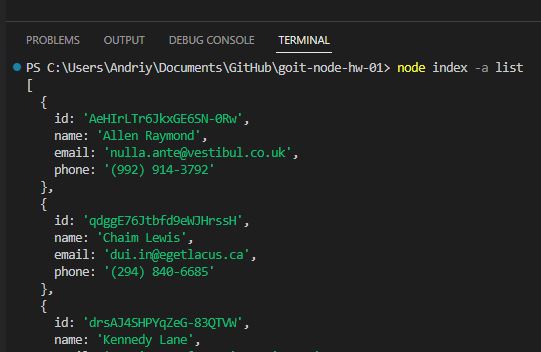 PROBLEMS OUTPUT DEBUG CONSOLE TERMINAL
PS C:\Users\Andriy\Documents\GitHub\goit-node-hw-01> node index -a list
[
{
id: 'AeHIrLTr6JkxGE6SN-0Rw',
name: 'Allen Raymond',
email: 'nulla.ante@vestibul.co.uk',
phone: '(992) 914-3792'
},
{
id: 'qdggE76Jtbfd9eWJHrssH',
name: 'Chaim Lewis',
email: 'dui.in@egetlacus.ca',
phone: '(294) 840-6685'
},
{
id: 'drsAJ4SHPYqZeG-83QTVW',
name: 'Kennedy Lane',